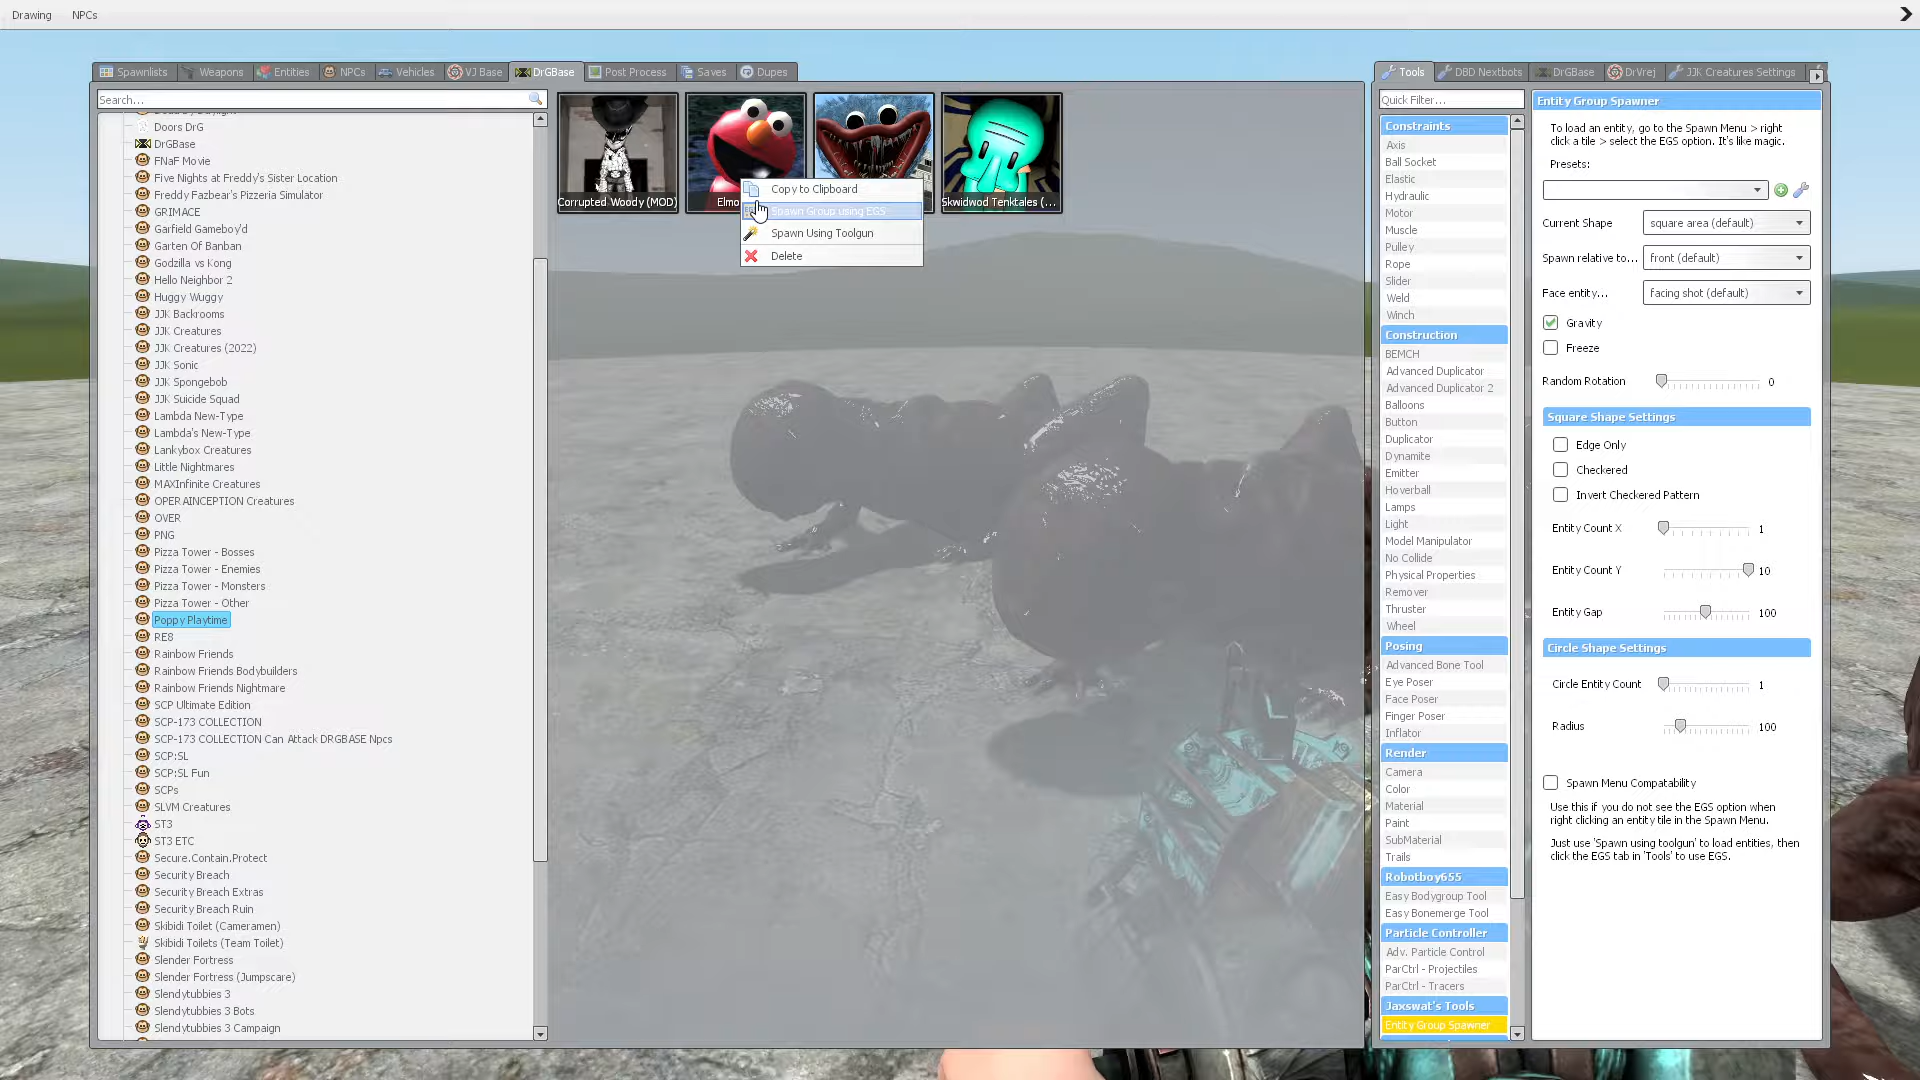 Drawing NPCs
Spawnlists Weapons Entities NPCs Vehicles VJ Base DrGBase Post Process Saves Dupes
Search...
Doors DrG
DrGBase
FNaF Movie
Five Nights at Freddy's Sister Location
Freddy Fazbear's Pizzeria Simulator
GRIMACE
Garfield Gameboy'd
Garten Of Banban
Godzilla vs Kong
Hello Neighbor 2
Huggy Wuggy
JJK Backrooms
JJK Creatures
JJK Creatures (2022)
JJK Sonic
JJK Spongebob
JJK Suicide Squad
Lambda New-Type
Lambda's New-Type
Lankybox Creatures
Little Nightmares
MAXInfinite Creatures
OPERAINCEPTION Creatures
OVER
PNG
Pizza Tower - Bosses
Pizza Tower - Enemies
Pizza Tower - Monsters
Pizza Tower - Other
Poppy Playtime
RE8
Rainbow Friends
Rainbow Friends Bodybuilders
Rainbow Friends Nightmare
SCP Ultimate Edition
SCP-173 COLLECTION
SCP-173 COLLECTION Can Attack DRGBASE Npcs
SCP:SL
SCP:SL Fun
SCPs
SLVM Creatures
ST3
ST3 ETC
Secure.Contain.Protect
Security Breach
Security Breach Extras
Security Breach Ruin
Skibidi Toilet (Cameramen)
Skibidi Toilets (Team Toilet)
Slender Fortress
Slender Fortress (Jumpscare)
Slendytubbies 3
Slendytubbies 3 Bots
Slendytubbies 3 Campaign
Corrupted Woody (MOD)
Elmo
Skwidwod Tenktales (...
Copy to Clipboard
Spawn Group using EGS
Spawn Using Toolgun
Delete
Tools DBD Nextbots DrGBase DrVrej JJK Creatures Settings
Quick Filter...
Constraints
Axis
Ball Socket
Elastic
Hydraulic
Motor
Muscle
Pulley
Rope
Slider
Weld
Winch
Construction
BEMCH
Advanced Duplicator
Advanced Duplicator 2
Balloons
Button
Duplicator
Dynamite
Emitter
Hoverball
Lamps
Light
Model Manipulator
No Collide
Physical Properties
Remover
Thruster
Wheel
Posing
Advanced Bone Tool
Eye Poser
Face Poser
Finger Poser
Inflator
Render
Camera
Color
Material
Paint
SubMaterial
Trails
Robotboy655
Easy Bodygroup Tool
Easy Bonemerge Tool
Particle Controller
Adv. Particle Control
ParCtrl - Projectiles
ParCtrl - Tracers
Jaxswat's Tools
Entity Group Spawner
Entity Group Spawner
To load an entity, go to the Spawn Menu > right
click a tile > select the EGS option. It's like magic.
Presets:
Current Shape square area (default)
Spawn relative to... front (default)
Face entity... facing shot (default)
Gravity
Freeze
Random Rotation 0
Square Shape Settings
Edge Only
Checkered
Invert Checkered Pattern
Entity Count X 1
Entity Count Y 10
Entity Gap 100
Circle Shape Settings
Circle Entity Count 1
Radius 100
Spawn Menu Compatability
Use this if you do not see the EGS option when
right clicking an entity tile in the Spawn Menu.
Just use 'Spawn using toolgun' to load entities, then
click the EGS tab in 'Tools' to use EGS.